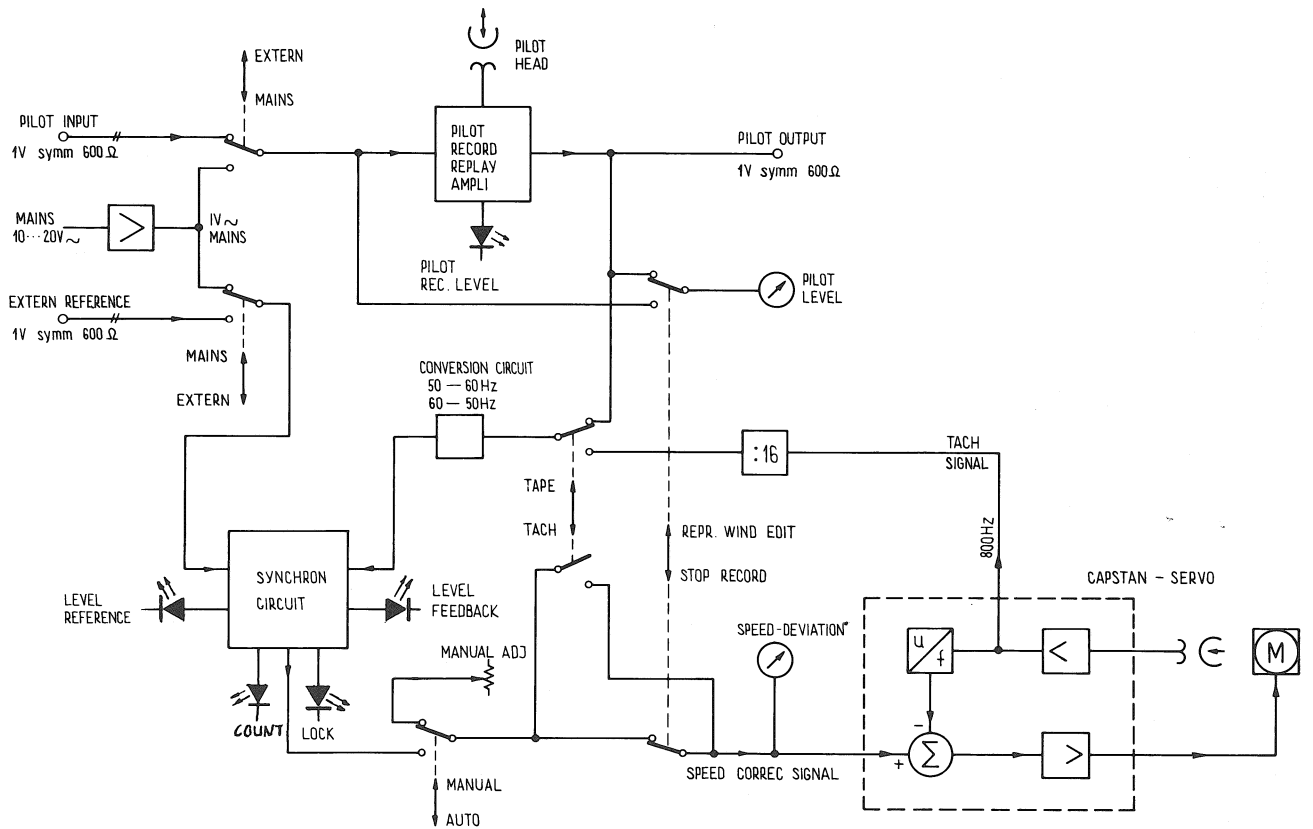 EXTERN
MAINS
PILOT
HEAD
PILOT INPUT
1V symm 600Ω
PILOT
RECORD
REPLAY
AMPLI
PILOT OUTPUT
1V symm 600Ω
MAINS
10···20V~
>
1V~
MAINS
PILOT
REC. LEVEL
PILOT
LEVEL
EXTERN REFERENCE
1V symm 600Ω
MAINS
EXTERN
CONVERSION CIRCUIT
50 — 60Hz
60 — 50Hz
:16
TACH
SIGNAL
TAPE
TACH
800Hz
REPR. WIND EDIT
STOP RECORD
SYNCHRON
CIRCUIT
LEVEL
REFERENCE
LEVEL
FEEDBACK
CAPSTAN - SERVO
SPEED-DEVIATION
MANUAL ADJ
u
f
<
M
COUNT
LOCK
-
+
Σ
>
SPEED CORREC SIGNAL
MANUAL
AUTO